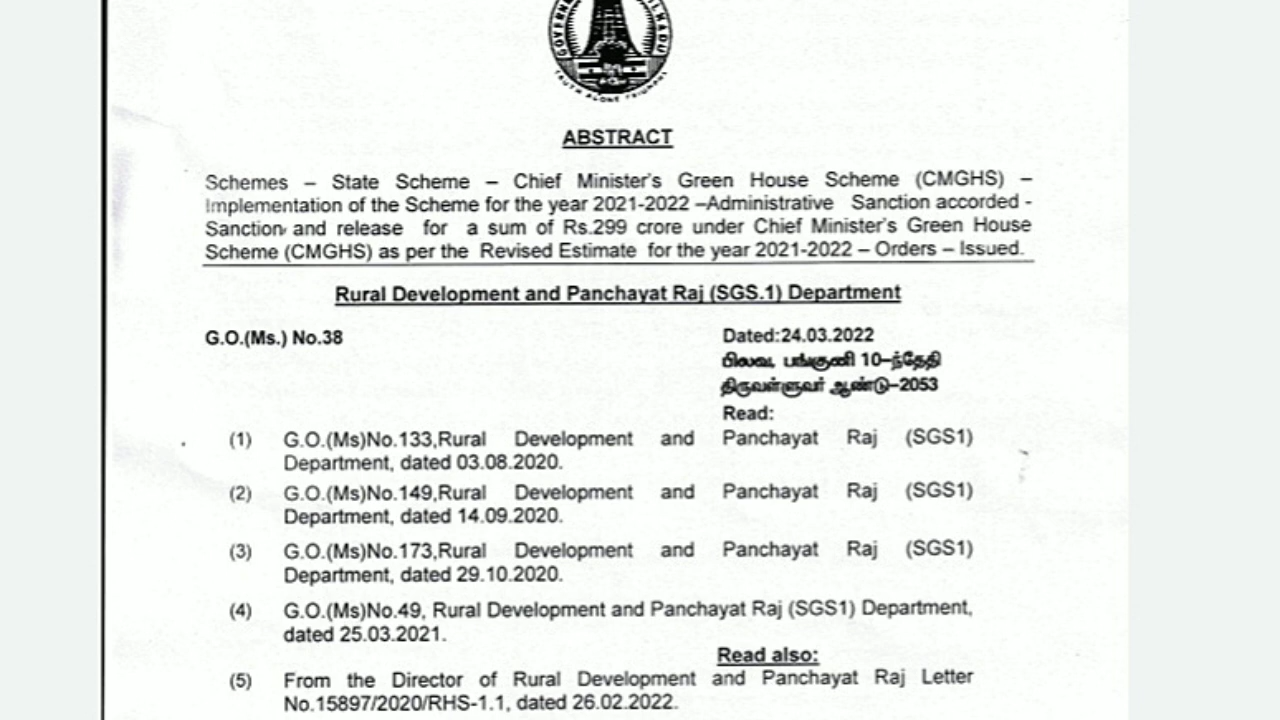 GOVERNMENT OF TAMILNADU
TRUTH ALONE TRIUMPHS
ABSTRACT
Schemes – State Scheme – Chief Minister's Green House Scheme (CMGHS) –
Implementation of the Scheme for the year 2021-2022 –Administrative Sanction accorded -
Sanction and release for a sum of Rs.299 crore under Chief Minister's Green House
Scheme (CMGHS) as per the Revised Estimate for the year 2021-2022 – Orders – Issued.
Rural Development and Panchayat Raj (SGS.1) Department
G.O.(Ms.) No.38 Dated:24.03.2022
பிலவ, பங்குனி 10–ந்தேதி
திருவள்ளுவர் ஆண்டு–2053
Read:
(1) G.O.(Ms)No.133,Rural Development and Panchayat Raj (SGS1)
Department, dated 03.08.2020.
(2) G.O.(Ms)No.149,Rural Development and Panchayat Raj (SGS1)
Department, dated 14.09.2020.
(3) G.O.(Ms)No.173,Rural Development and Panchayat Raj (SGS1)
Department, dated 29.10.2020.
(4) G.O.(Ms)No.49, Rural Development and Panchayat Raj (SGS1) Department,
dated 25.03.2021.
Read also:
(5) From the Director of Rural Development and Panchayat Raj Letter
No.15897/2020/RHS-1.1, dated 26.02.2022.